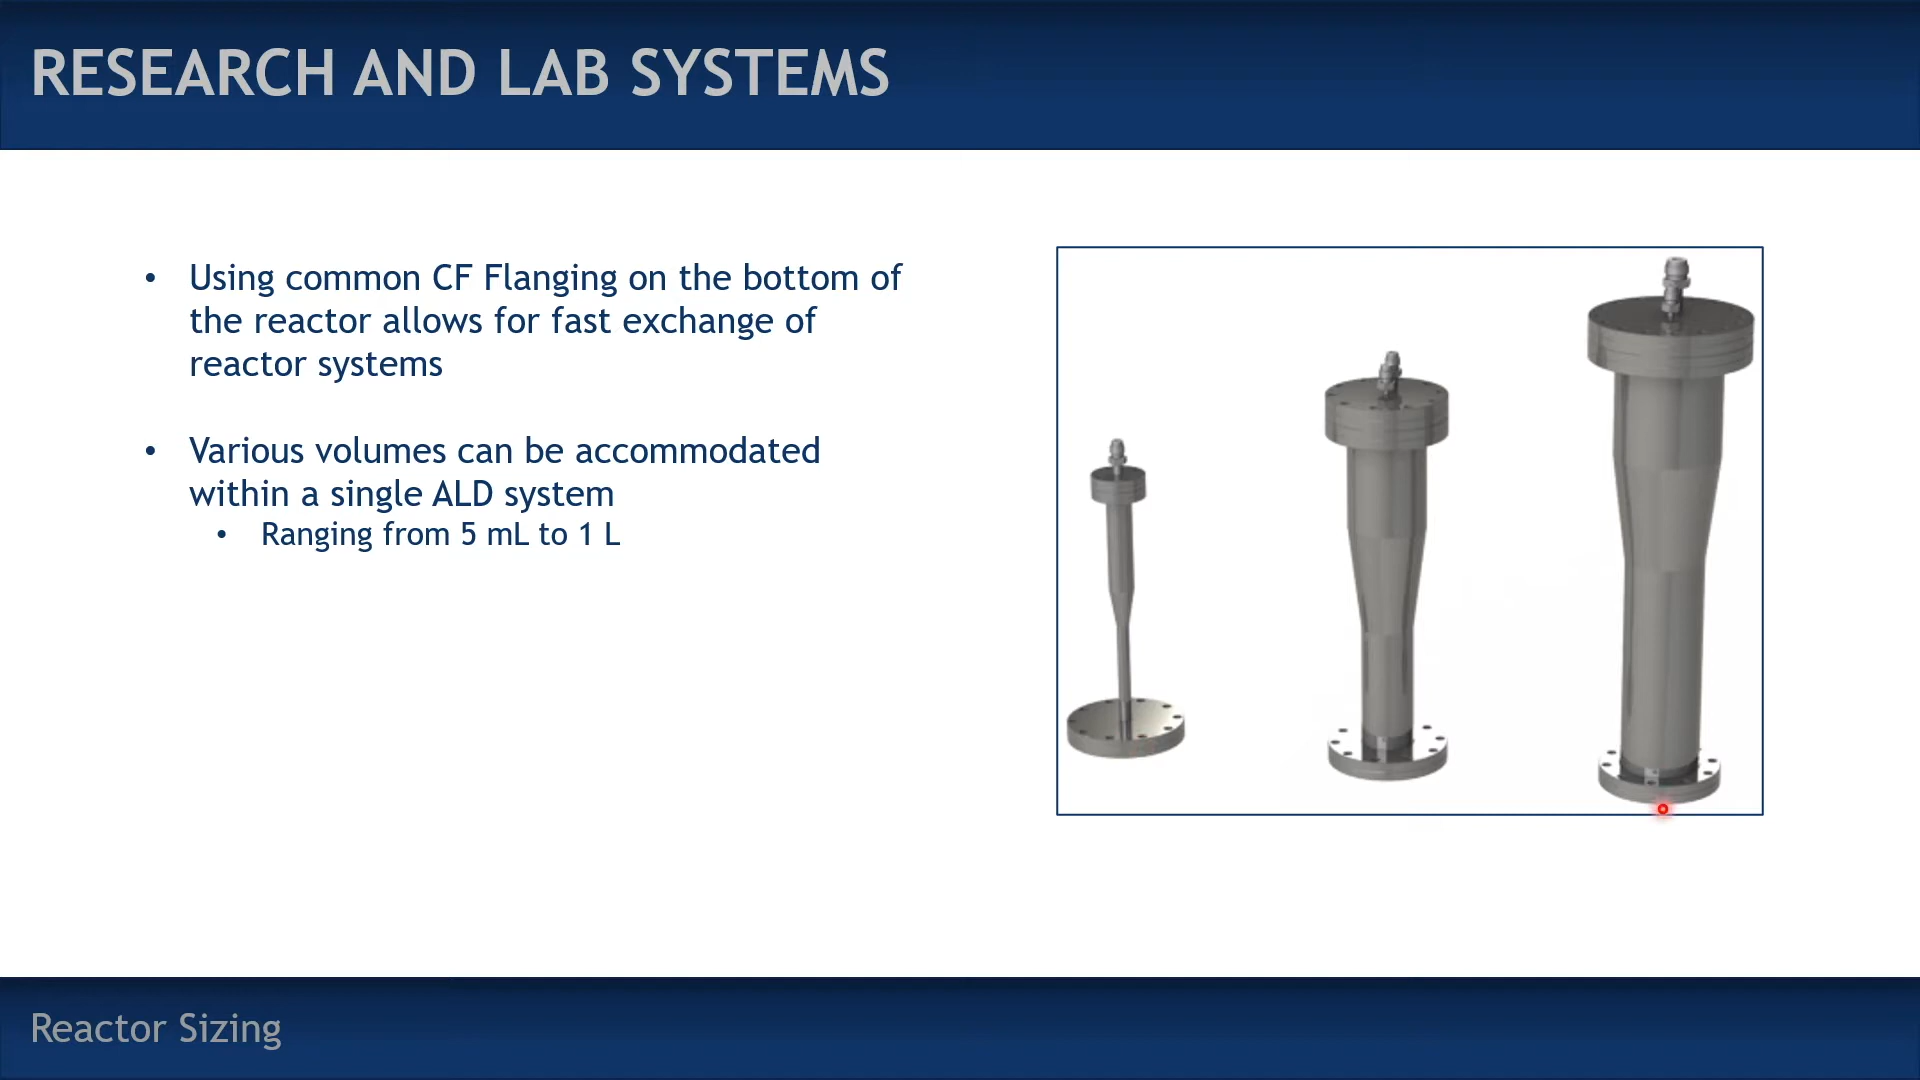 RESEARCH AND LAB SYSTEMS
• Using common CF Flanging on the bottom of
the reactor allows for fast exchange of
reactor systems
• Various volumes can be accommodated
within a single ALD system
• Ranging from 5 mL to 1 L
Reactor Sizing